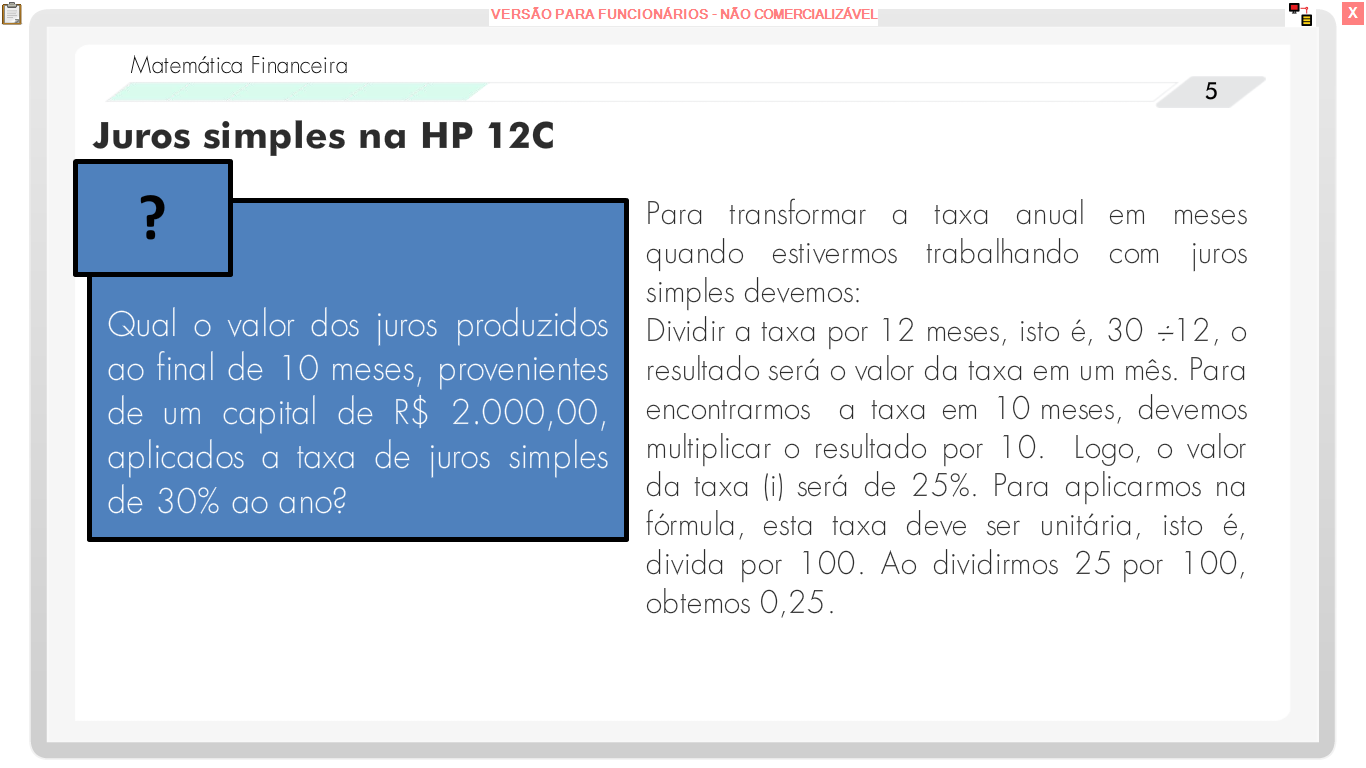 VERSÃO PARA FUNCIONÁRIOS - NÃO COMERCIALIZÁVEL
X
Matemática Financeira
5
Juros simples na HP 12C
?
Qual o valor dos juros produzidos
ao final de 10 meses, provenientes
de um capital de R$ 2.000,00,
aplicados a taxa de juros simples
de 30% ao ano?
Para transformar a taxa anual em meses
quando estivermos trabalhando com juros
simples devemos:
Dividir a taxa por 12 meses, isto é, 30 ÷12, o
resultado será o valor da taxa em um mês. Para
encontrarmos a taxa em 10 meses, devemos
multiplicar o resultado por 10. Logo, o valor
da taxa (i) será de 25%. Para aplicarmos na
fórmula, esta taxa deve ser unitária, isto é,
divida por 100. Ao dividirmos 25 por 100,
obtemos 0,25.